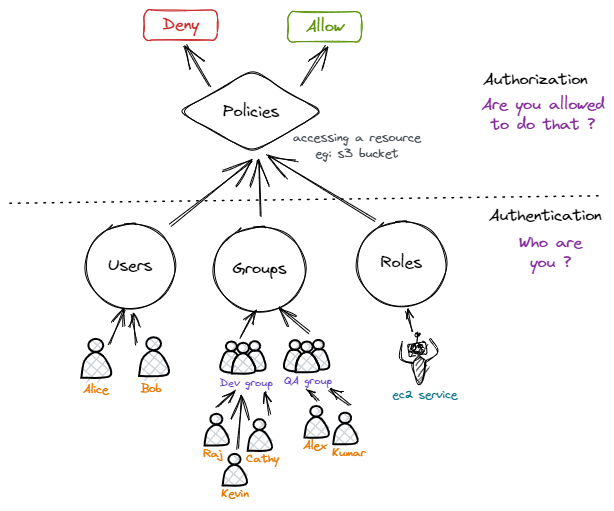 Deny
Allow
Policies
Authorization
Are you allowed
to do that ?
accessing a resource
eg: s3 bucket
Authentication
Who are
you ?
Users
Groups
Roles
Alice
Bob
Dev group
QA group
ec2 service
Raj
Cathy
Kevin
Alex
Kumar